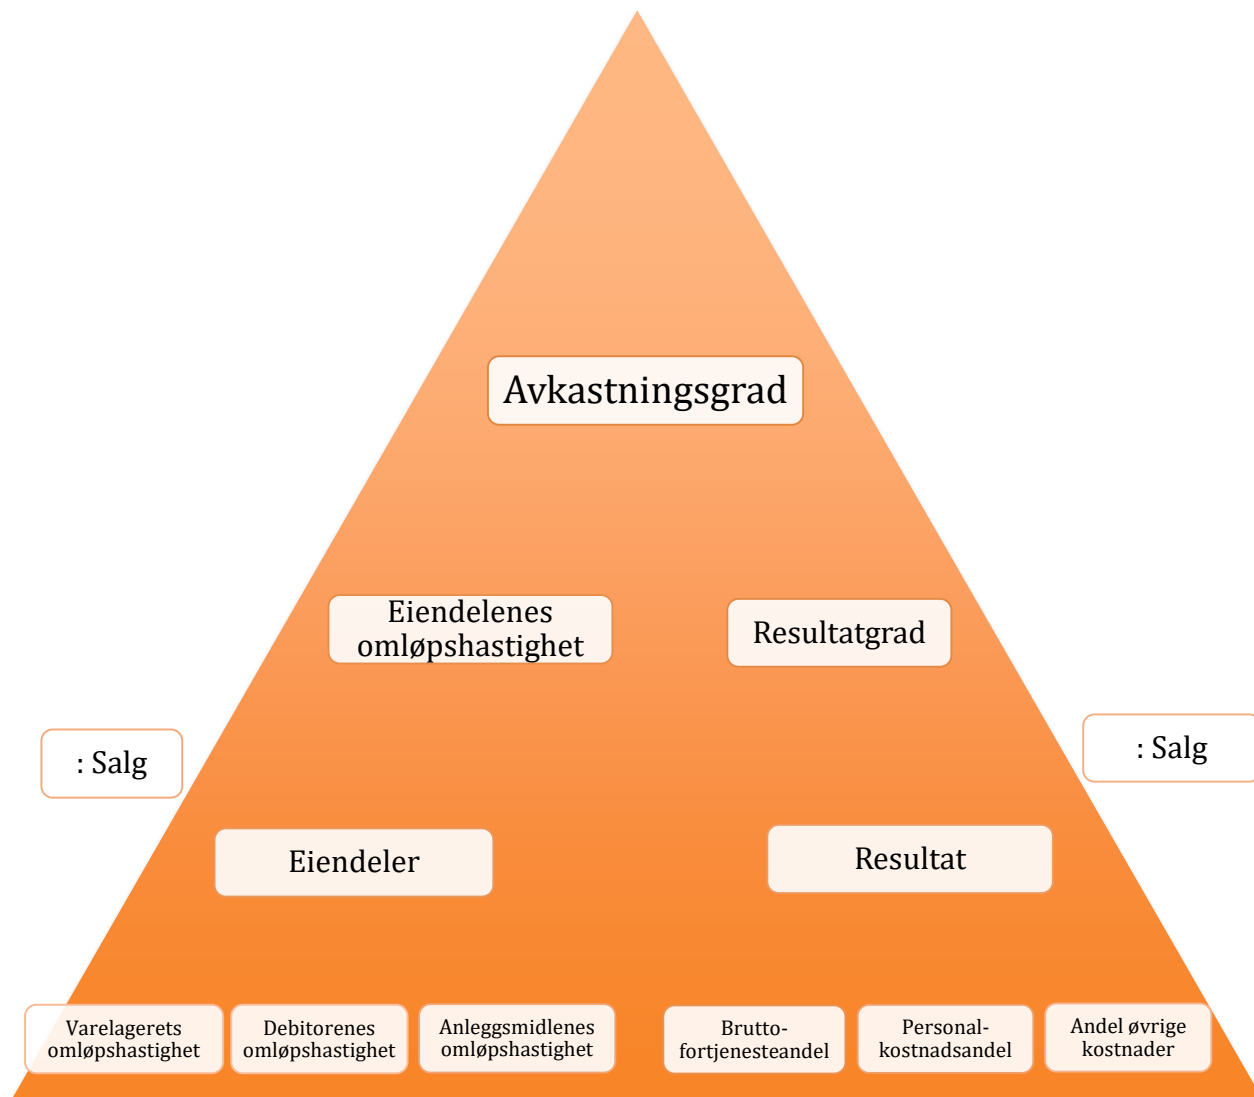 Avkastningsgrad
Eiendelenes
omløpshastighet
Resultatgrad
: Salg
: Salg
Eiendeler
Resultat
Varelagerets
omløpshastighet
Debitorenes
omløpshastighet
Anleggsmidlenes
omløpshastighet
Brutto-
fortjenesteandel
Personal-
kostnadsandel
Andel øvrige
kostnader